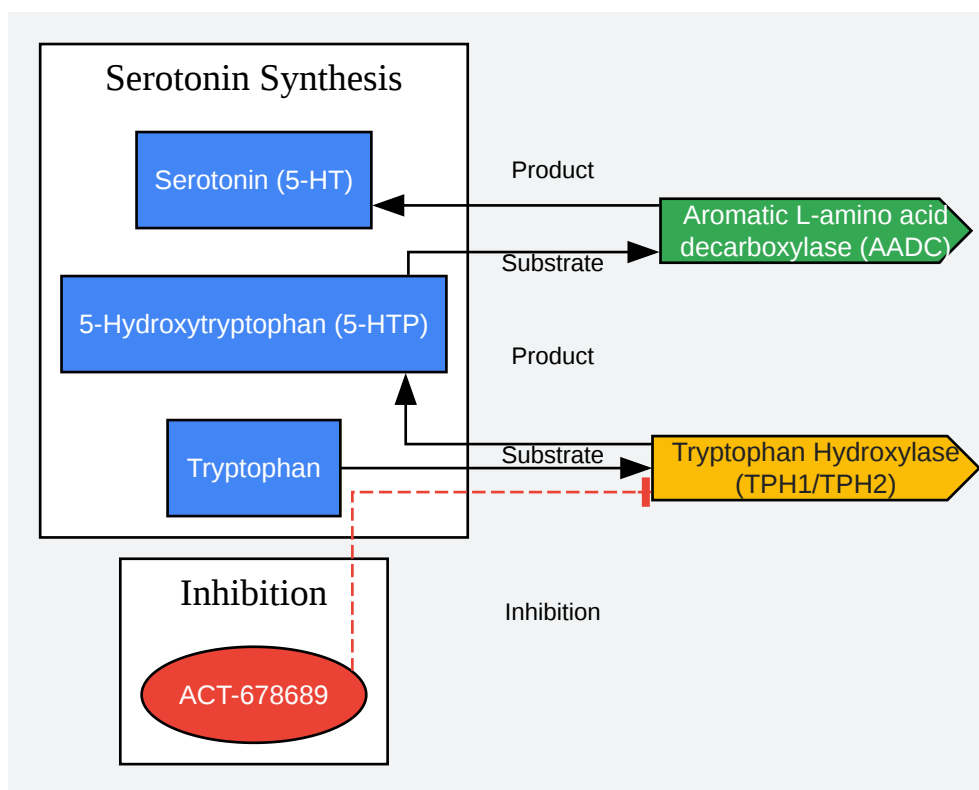 Serotonin Synthesis
Product
Serotonin (5-HT)
Aromatic L-amino acid
decarboxylase (AADC)
Substrate
5-Hydroxytryptophan (5-HTP)
Product
Tryptophan
Substrate
Tryptophan Hydroxylase
(TPH1/TPH2)
Inhibition
Inhibition
ACT-678689